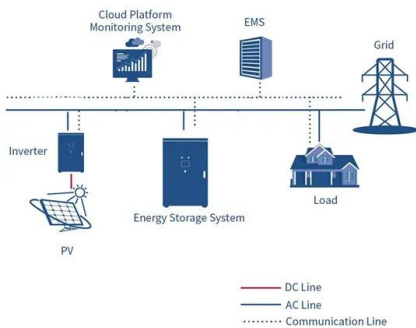 Cloud Platform
Monitoring System
EMS
Grid
Inverter
Energy Storage System
Load
PV
DC Line
AC Line
Communication Line